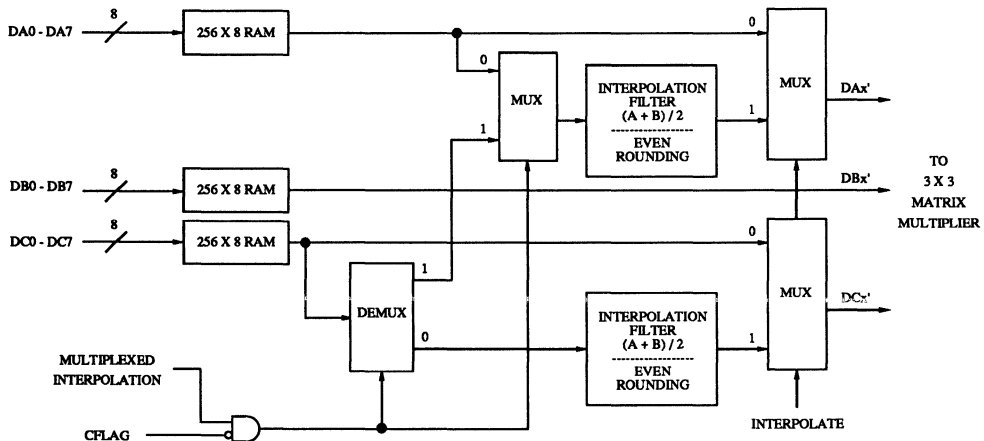 8
DA0 - DA7
256 X 8 RAM
0
0
MUX
1
INTERPOLATION
FILTER
(A + B) / 2
EVEN
ROUNDING
1
MUX
DAx'
8
DB0 - DB7
256 X 8 RAM
DBx'
TO
3 X 3
MATRIX
MULTIPLIER
8
DC0 - DC7
256 X 8 RAM
0
1
DEMUX
0
INTERPOLATION
FILTER
(A + B) / 2
EVEN
ROUNDING
1
MUX
DCx'
MULTIPLEXED
INTERPOLATION
CFLAG
INTERPOLATE